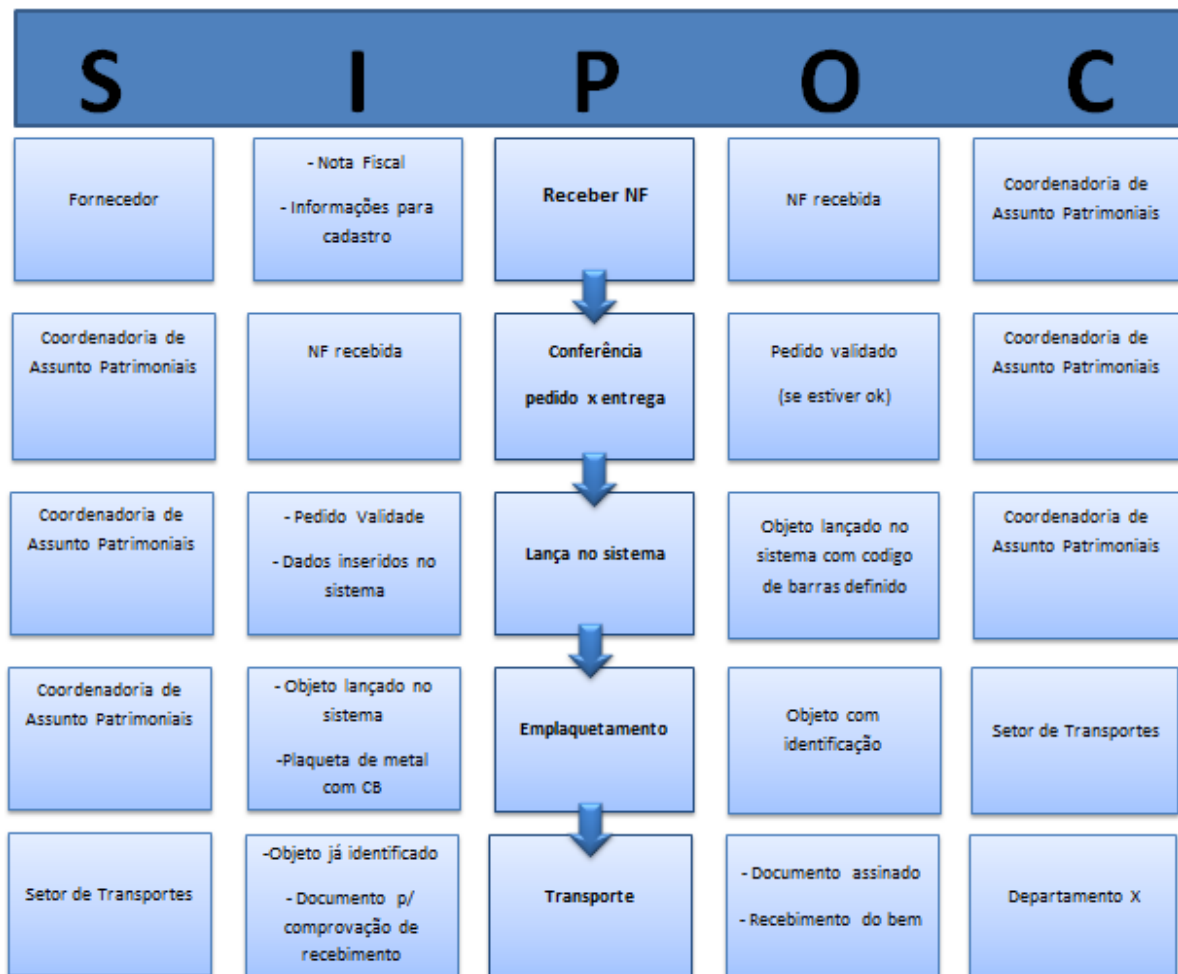 S I P O C
Fornecedor
- Nota Fiscal
- Informações para
cadastro
Receber NF
NF recebida
Coordenadoria de
Assunto Patrimoniais
Coordenadoria de
Assunto Patrimoniais
NF recebida
Conferência
pedido x entrega
Pedido validado
(se estiver ok)
Coordenadoria de
Assunto Patrimoniais
Coordenadoria de
Assunto Patrimoniais
- Pedido Validade
- Dados inseridos no
sistema
Lança no sistema
Objeto lançado no
sistema com codigo
de barras definido
Coordenadoria de
Assunto Patrimoniais
Coordenadoria de
Assunto Patrimoniais
- Objeto lançado no
sistema
-Plaqueta de metal
com CB
Emplaquetamento
Objeto com
identificação
Setor de Transportes
Setor de Transportes
-Objeto já identificado
- Documento p/
comprovação de
recebimento
Transporte
- Documento assinado
- Recebimento do bem
Departamento X